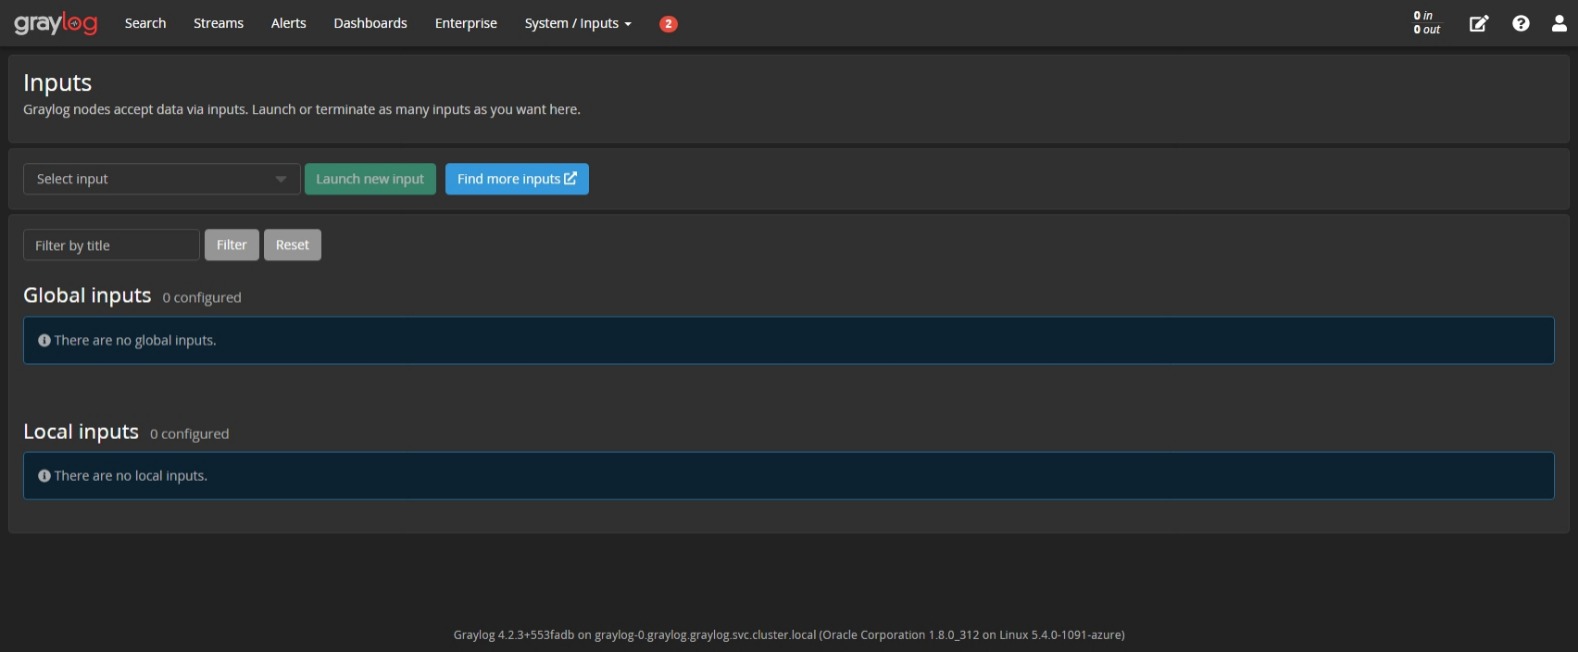 graylog Search Streams Alerts Dashboards Enterprise System / Inputs 2 0 in
0 out
Inputs
Graylog nodes accept data via inputs. Launch or terminate as many inputs as you want here.
Select input Launch new input Find more inputs
Filter by title Filter Reset
Global inputs 0 configured
There are no global inputs.
Local inputs 0 configured
There are no local inputs.
Graylog 4.2.3+553fadb on graylog-0.graylog.graylog.svc.cluster.local (Oracle Corporation 1.8.0_312 on Linux 5.4.0-1091-azure)